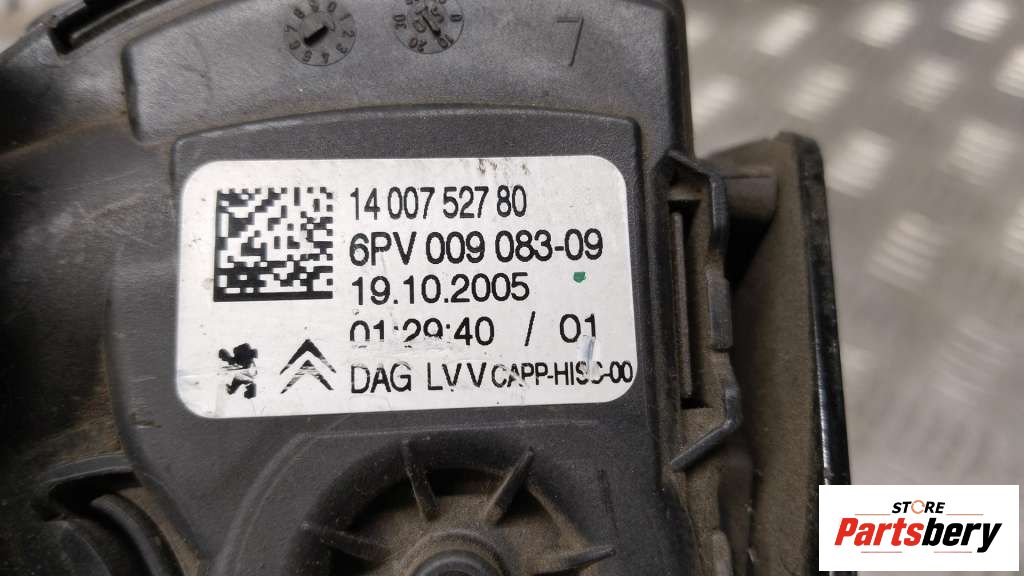 7
14 007 527 80
6PV 009 083-09
19.10.2005
01:29:40 / 01
DAG LVV CAPP-HISC-00
STORE
Partsbery